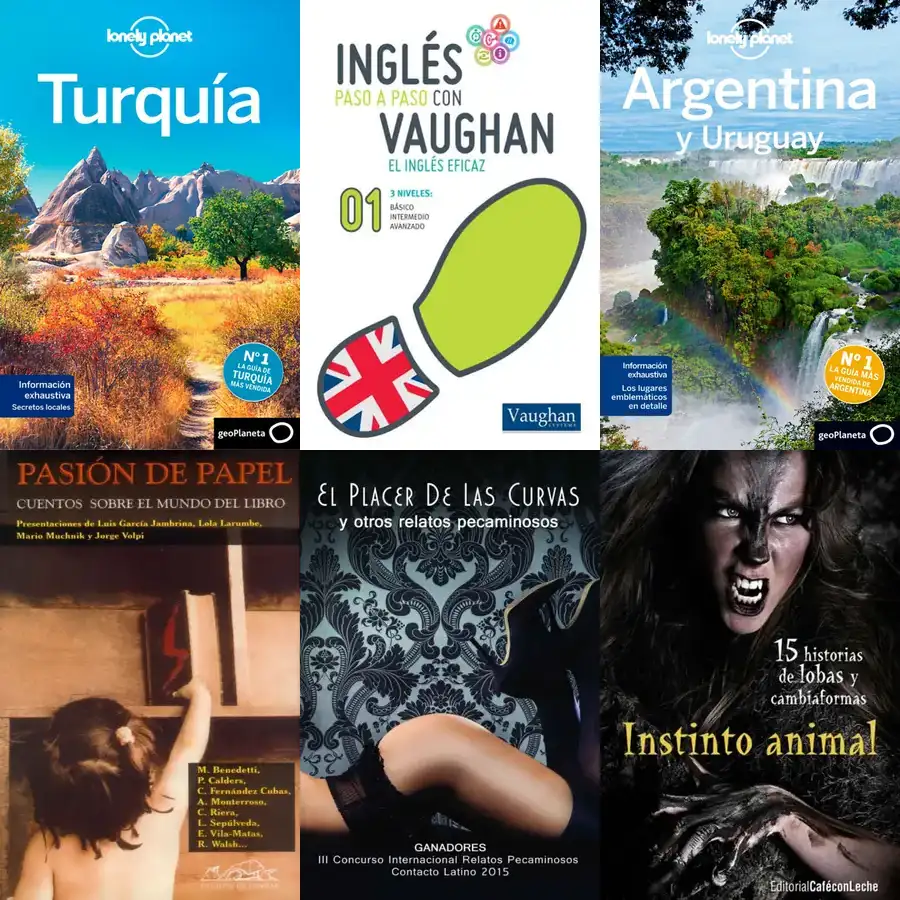 lonely planet
Turquía
Información
exhaustiva
Secretos locales
Nº 1
LA GUÍA DE
TURQUÍA
MÁS VENDIDA
geoPlaneta
INGLÉS
PASO A PASO CON
VAUGHAN
EL INGLÉS EFICAZ
01
3 NIVELES:
BÁSICO
INTERMEDIO
AVANZADO
Vaughan
SYSTEMS
lonely planet
Argentina
y Uruguay
Información
exhaustiva
Los lugares
emblemáticos
en detalle
Nº 1
LA GUÍA MÁS
VENDIDA DE
ARGENTINA
geoPlaneta
PASIÓN DE PAPEL
CUENTOS SOBRE EL MUNDO DEL LIBRO
Presentaciones de Luis García Jambrina, Lola Larumbe,
Mario Muchnik y Jorge Volpi
M. Benedetti,
P. Calders,
C. Fernández Cubas,
A. Monterroso,
C. Riera,
L. Sepúlveda,
E. Vila-Matas,
R. Walsh...
EL PLACER DE LAS CURVAS
y otros relatos pecaminosos
GANADORES
III Concurso Internacional Relatos Pecaminosos
Contacto Latino 2015
15 historias
de lobas y
cambiaformas
Instinto animal
EditorialCaféconLeche